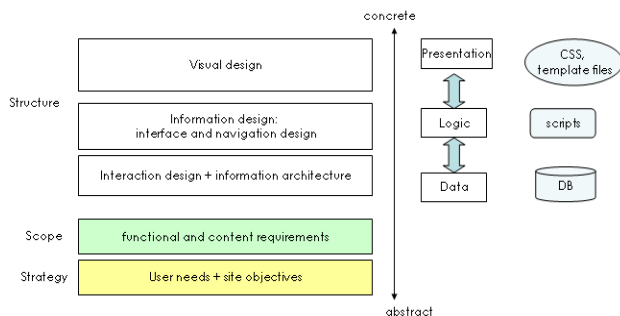 concrete
Visual design
Presentation
CSS,
template files
Structure
Information design:
interface and navigation design
Logic
scripts
Interaction design + information architecture
Data
DB
Scope
functional and content requirements
Strategy
User needs + site objectives
abstract